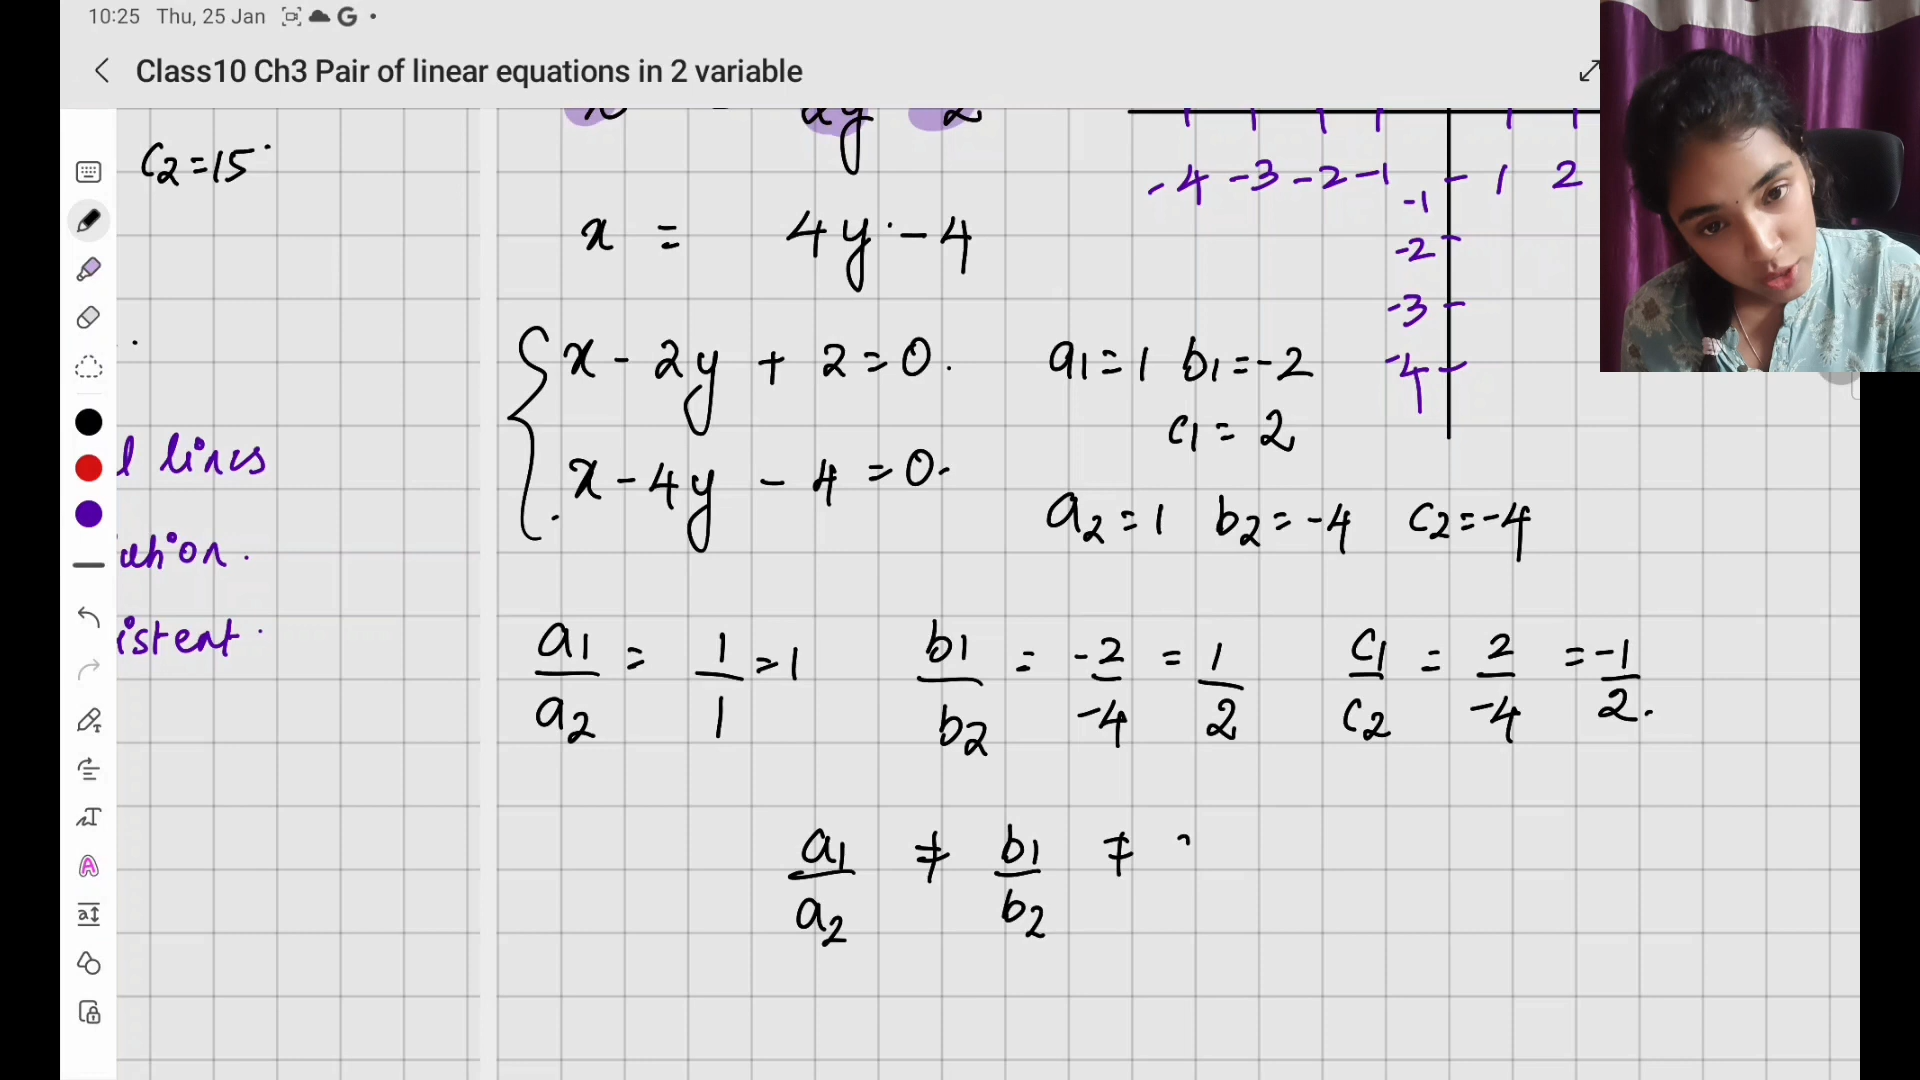 10:25 Thu, 25 Jan G
Class10 Ch3 Pair of linear equations in 2 variable
C2=15
l lines
istent.
x = 2y - 2
x = 4y - 4
x - 2y + 2 = 0.
x - 4y - 4 = 0.
a1 = 1 b1 = -2
c1 = 2
a2 = 1 b2 = -4 c2 = -4
a1/a2 = 1/1 = 1 b1/b2 = -2/-4 = 1/2 c1/c2 = 2/-4 = -1/2.
a1/a2 ≠ b1/b2 ≠
-4 -3 -2 -1 1 2
-1
-2
-3
-4